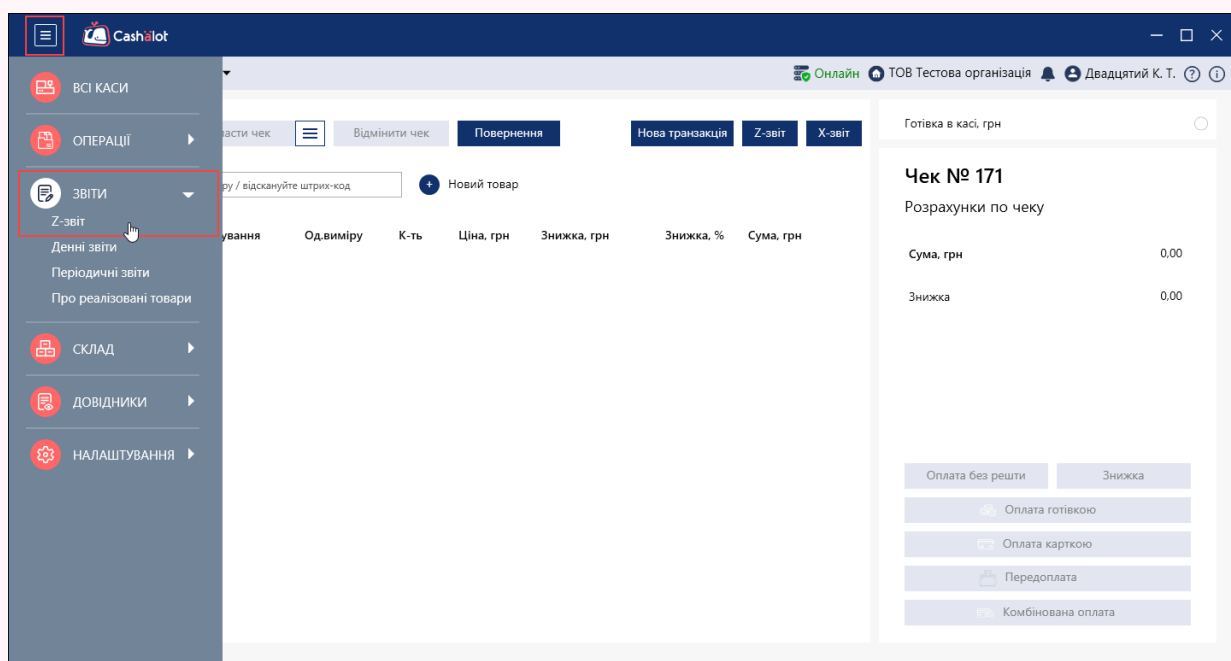 Cashalot
Онлайн ТОВ Тестова організація Двадцятий К. Т.
ВСІ КАСИ
ОПЕРАЦІЇ
ЗВІТИ
Z-звіт
Денні звіти
Періодичні звіти
Про реалізовані товари
СКЛАД
ДОВІДНИКИ
НАЛАШТУВАННЯ
чек Відмінити чек Повернення Нова транзакція Z-звіт X-звіт
/ відскануйте штрих-код + Новий товар
Од.виміру К-ть Ціна, грн Знижка, грн Знижка, % Сума, грн
Готівка в касі, грн
Чек № 171
Розрахунки по чеку
Сума, грн 0,00
Знижка 0,00
Оплата без решти Знижка
Оплата готівкою
Оплата карткою
Передоплата
Комбінована оплата